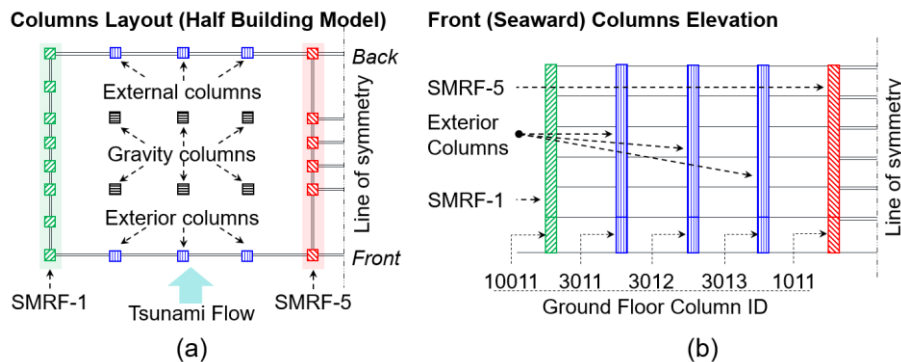 Columns Layout (Half Building Model)
Back
External columns
Gravity columns
Exterior columns
Front
Line of symmetry
SMRF-1
Tsunami Flow
SMRF-5
(a)
Front (Seaward) Columns Elevation
SMRF-5
Exterior
Columns
SMRF-1
Line of symmetry
10011 3011 3012 3013 1011
Ground Floor Column ID
(b)